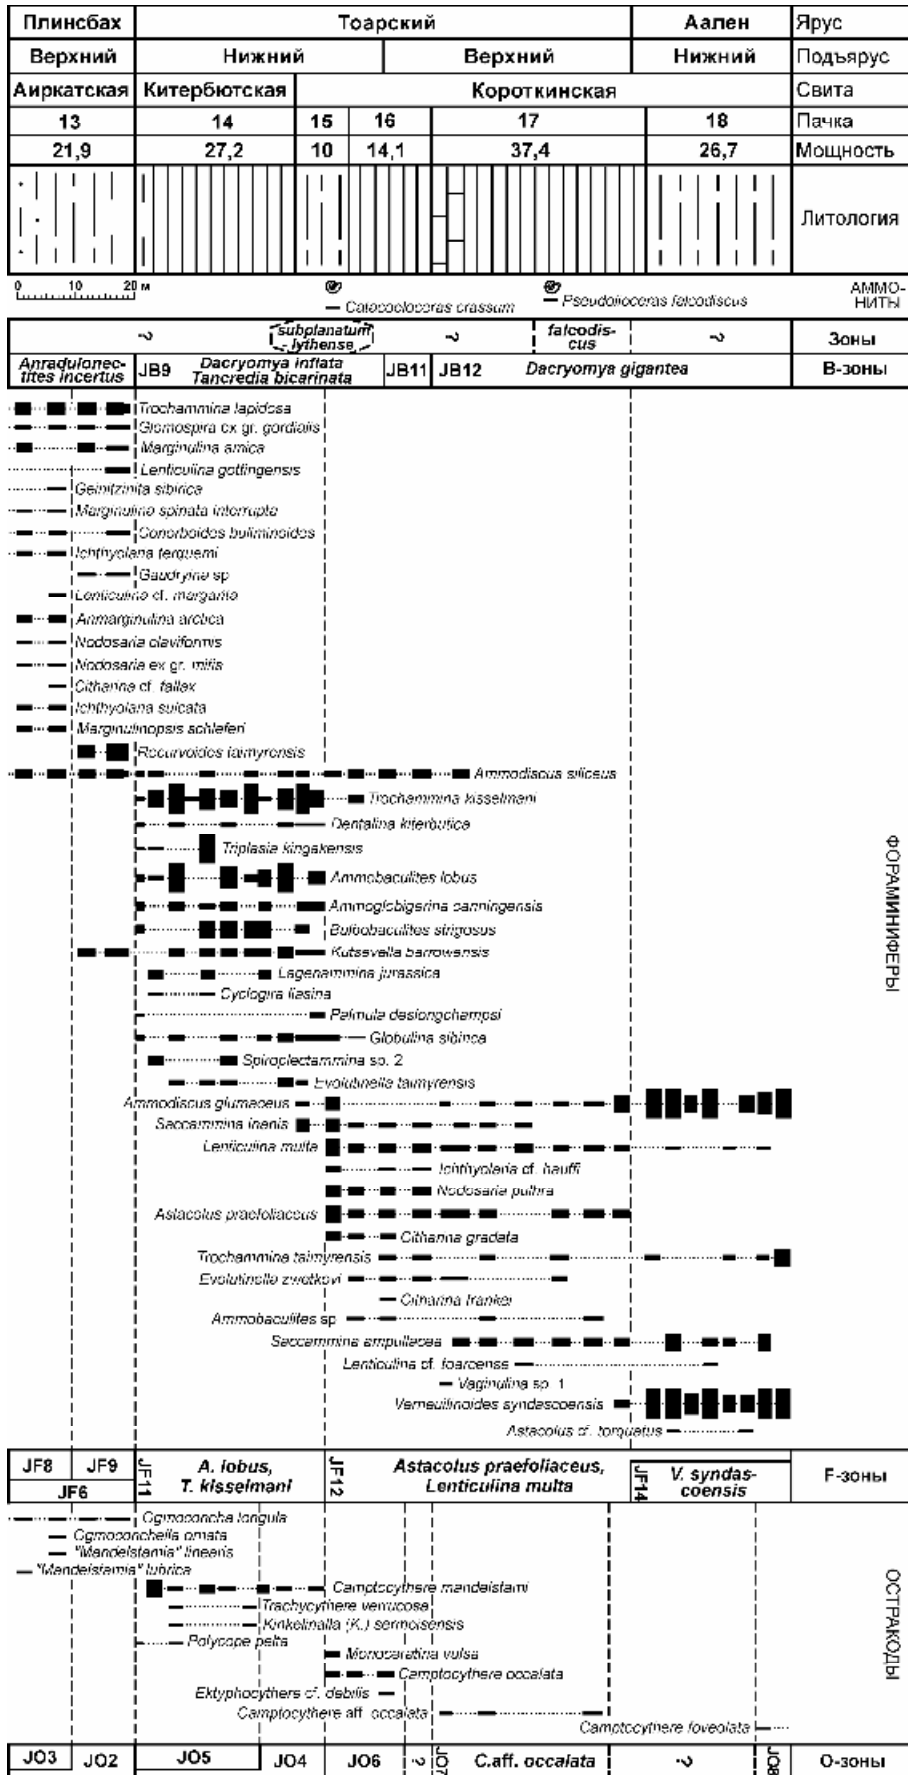 Плинсбах Тоарский Аален Ярус
Верхний Нижний Верхний Нижний Подъярус
Аиркатская Китербютская Короткинская Свита
13 14 15 16 17 18 Пачка
21,9 27,2 10 14,1 37,4 26,7 Мощность
Литология
0 10 20 м
Catacoeloceras crassum
Pseudolioceras falcodiscus
АММО-
НИТЫ
? subplanatum ? falcodis- ? Зоны
- lythense cus
Anradulonec-
tites incertus
JB9 Dacryomya inflata
Tancredia bicarinata
JB11 JB12 Dacryomya gigantea В-зоны
Trochammina lapidosa
Glomospira ex gr. gordialis
Marginulina amica
Lenticulina gottingensis
Geinitzinita sibirica
Marginulina spinata interrupta
Conorboides buliminoides
Ichthyolaria terquemi
Gaudryina sp
Lenticulina cf. margarita
Anmarginulina arctica
Nodosaria claviformis
Nodosaria ex gr. mitis
Citharina cf. fallax
Ichthyolaria sulcata
Marginulinopsis schleferi
Recurvoides taimyrensis
Ammodiscus siliceus
Trochammina kisselmani
Dentalina kiterbutica
Triplasia kingakensis
Ammobaculites lobus
Ammoglobigerina canningensis
Bulbobaculites strigosus
Kutsevella barrowensis
Lagenammina jurassica
Cyclogira liasina
Palmula deslongchampsi
Globulina sibirica
Spiroplectammina sp. 2
Evolutinella taimyrensis
Ammodiscus glumaceus
Saccammina inanis
Lenticulina multa
Ichthyolaria cf. hauffi
Nodosaria pulhra
Astacolus praefoliaceus
Citharina gradata
Trochammina taimyrensis
Evolutinella zwetkovi
Citharina frankei
Ammobaculites sp
Saccammina ampullacea
Lenticulina cf. toarcense
Vaginulina sp. 1
Verneuilinoides syndascoensis
Astacolus cf. torquatus
ФОРАМИНИФЕРЫ
JF8 JF9 JF11 A. lobus,
T. kisselmani
JF12 Astacolus praefoliaceus,
Lenticulina multa
JF14 V. syndas-
coensis
F-зоны
JF6
Ogmoconcha longula
Ogmoconchella ornata
"Mandelstamia" linearis
"Mandelstamia" lubrica
Camptocythere mandelstami
Trachycythere verrucosa
Kinkelinella (K.) sermoisensis
Polycope pelta
Monoceratina vulsa
Camptocythere occalata
Ektyphocythere cf. debilis
Camptocythere aff. occalata
Camptocythere foveolata
ОСТРАКОДЫ
JO3 JO2 JO5 JO4 JO6 ? JO7 C.aff. occalata ? JO8 О-зоны